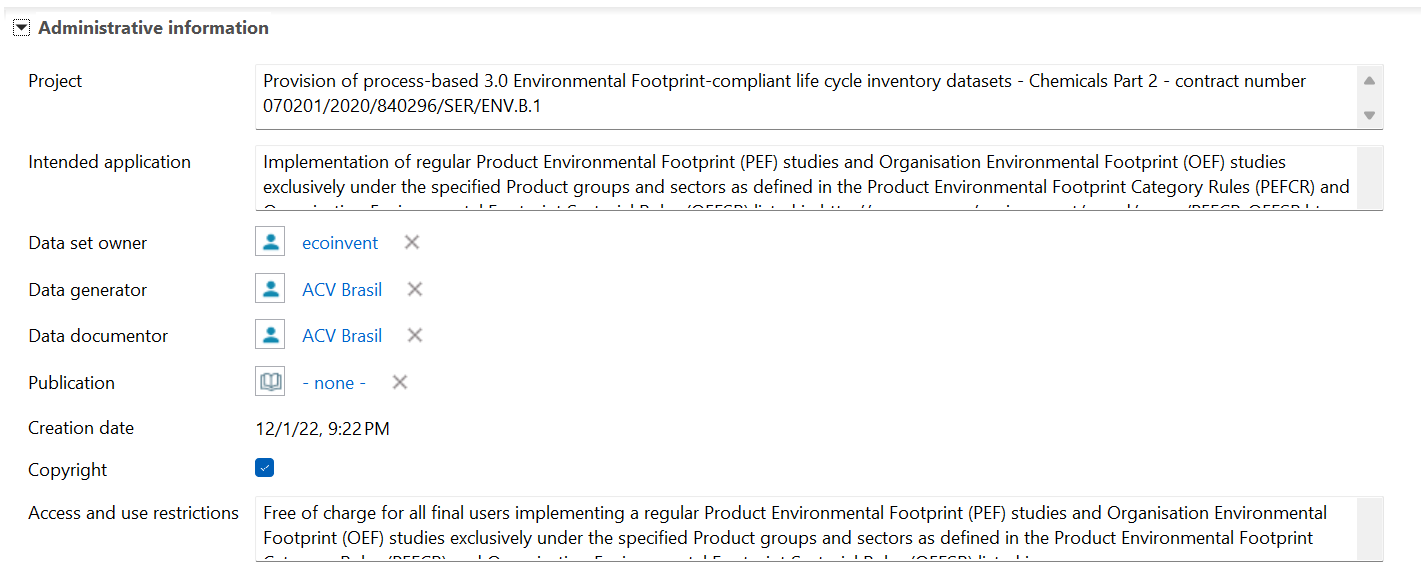 Administrative information
Project
Provision of process-based 3.0 Environmental Footprint-compliant life cycle inventory datasets - Chemicals Part 2 - contract number
070201/2020/840296/SER/ENV.B.1
Intended application
Implementation of regular Product Environmental Footprint (PEF) studies and Organisation Environmental Footprint (OEF) studies
exclusively under the specified Product groups and sectors as defined in the Product Environmental Footprint Category Rules (PEFCR) and
Data set owner
ecoinvent
Data generator
ACV Brasil
Data documentor
ACV Brasil
Publication
- none -
Creation date
12/1/22, 9:22 PM
Copyright
Access and use restrictions
Free of charge for all final users implementing a regular Product Environmental Footprint (PEF) studies and Organisation Environmental
Footprint (OEF) studies exclusively under the specified Product groups and sectors as defined in the Product Environmental Footprint